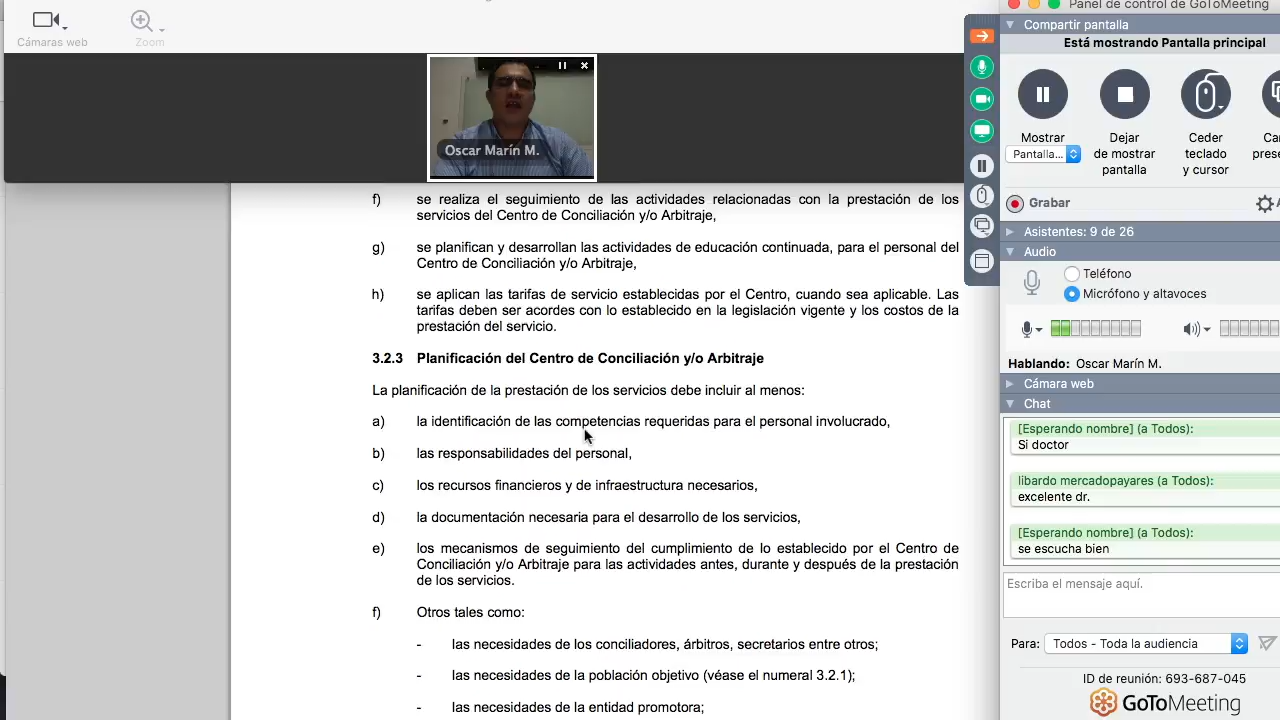 Cámaras web
Zoom
Oscar Marín M.
f) se realiza el seguimiento de las actividades relacionadas con la prestación de los
servicios del Centro de Conciliación y/o Arbitraje,
g) se planifican y desarrollan las actividades de educación continuada, para el personal del
Centro de Conciliación y/o Arbitraje,
h) se aplican las tarifas de servicio establecidas por el Centro, cuando sea aplicable. Las
tarifas deben ser acordes con lo establecido en la legislación vigente y los costos de la
prestación del servicio.
3.2.3 Planificación del Centro de Conciliación y/o Arbitraje
La planificación de la prestación de los servicios debe incluir al menos:
a) la identificación de las competencias requeridas para el personal involucrado,
b) las responsabilidades del personal,
c) los recursos financieros y de infraestructura necesarios,
d) la documentación necesaria para el desarrollo de los servicios,
e) los mecanismos de seguimiento del cumplimiento de lo establecido por el Centro de
Conciliación y/o Arbitraje para las actividades antes, durante y después de la prestación
de los servicios.
f) Otros tales como:
- las necesidades de los conciliadores, árbitros, secretarios entre otros;
- las necesidades de la población objetivo (véase el numeral 3.2.1);
- las necesidades de la entidad promotora;
Panel de control de GoToMeeting
Compartir pantalla
Está mostrando Pantalla principal
Mostrar
Pantalla...
Dejar
de mostrar
pantalla
Ceder
teclado
y cursor
Grabar
Asistentes: 9 de 26
Audio
Teléfono
Micrófono y altavoces
Hablando: Oscar Marín M.
Cámara web
Chat
[Esperando nombre] (a Todos):
Si doctor
libardo mercadopayares (a Todos):
excelente dr.
[Esperando nombre] (a Todos):
se escucha bien
Escriba el mensaje aquí.
Para: Todos - Toda la audiencia
ID de reunión: 693-687-045
GoToMeeting